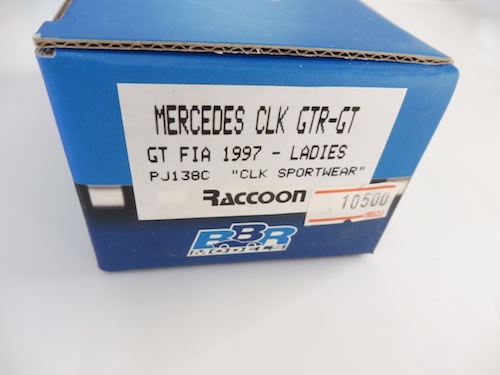 MERCEDES CLK GTR-GT
GT FIA 1997 - LADIES
PJ138C "CLK SPORTWEAR"
RACCOON
10500
BBR
MODELS